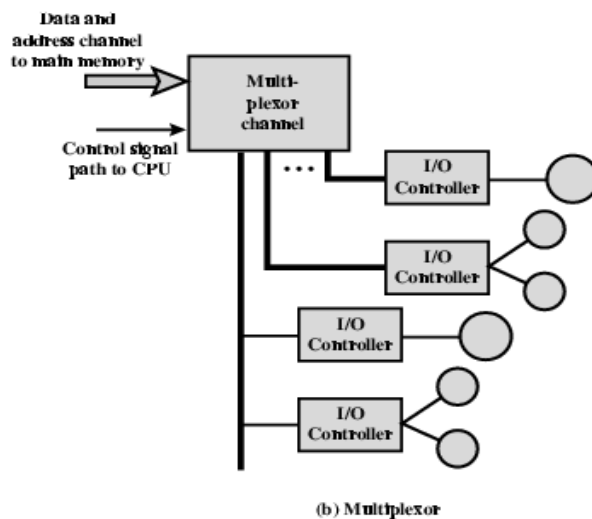 Data and
address channel
to main memory
Multi-
plexor
channel
Control signal
path to CPU
...
I/O
Controller
I/O
Controller
I/O
Controller
I/O
Controller
(b) Multiplexor